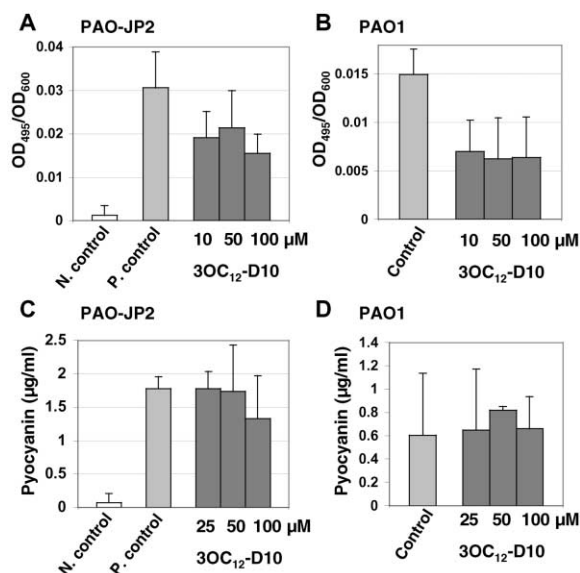 A PAO-JP2
OD495/OD600
0.04
0.03
0.02
0.01
0
N. control
P. control
10 50 100 µM
3OC12-D10
B PAO1
OD495/OD600
0.015
0.01
0.005
0
Control
10 50 100 µM
3OC12-D10
C PAO-JP2
Pyocyanin (µg/ml)
2.5
2
1.5
1
0.5
0
N. control
P. control
25 50 100 µM
3OC12-D10
D PAO1
Pyocyanin (µg/ml)
1.4
1.2
1
0.8
0.6
0.4
0.2
0
Control
25 50 100 µM
3OC12-D10